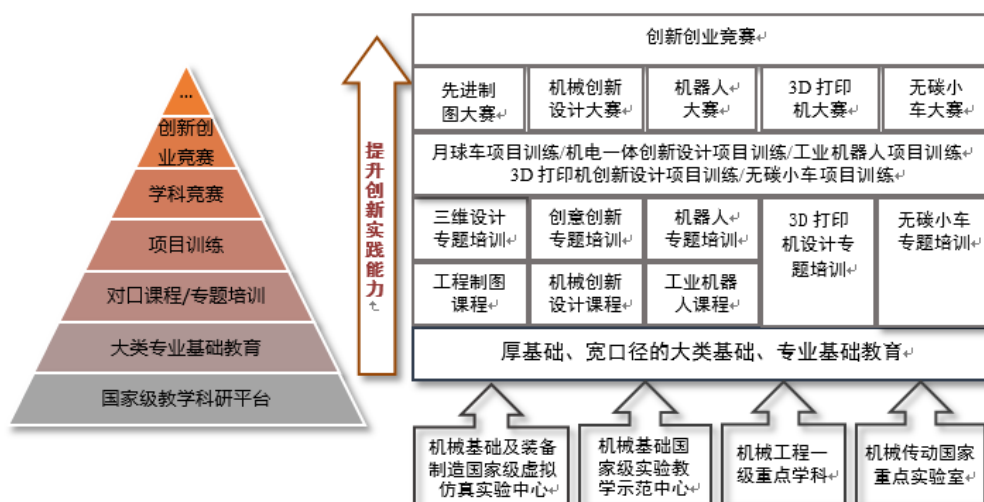 ...
创新创
业竞赛
学科竞赛
项目训练
对口课程/专题培训
大类专业基础教育
国家级教学科研平台
提升创新实践能力
创新创业竞赛
先进制
图大赛
机械创新
设计大赛
机器人
大赛
3D 打印
机大赛
无碳小
车大赛
月球车项目训练/机电一体创新设计项目训练/工业机器人项目训练
3D 打印机创新设计项目训练/无碳小车项目训练
三维设计
专题培训
创意创新
专题培训
机器人
专题培训
3D 打印
机设计专
题培训
无碳小车
专题培训
工程制图
课程
机械创新
设计课程
工业机器
人课程
厚基础、宽口径的大类基础、专业基础教育
机械基础及装备
制造国家级虚拟
仿真实验中心
机械基础国
家级实验教
学示范中心
机械工程一
级重点学科
机械传动国家
重点实验室